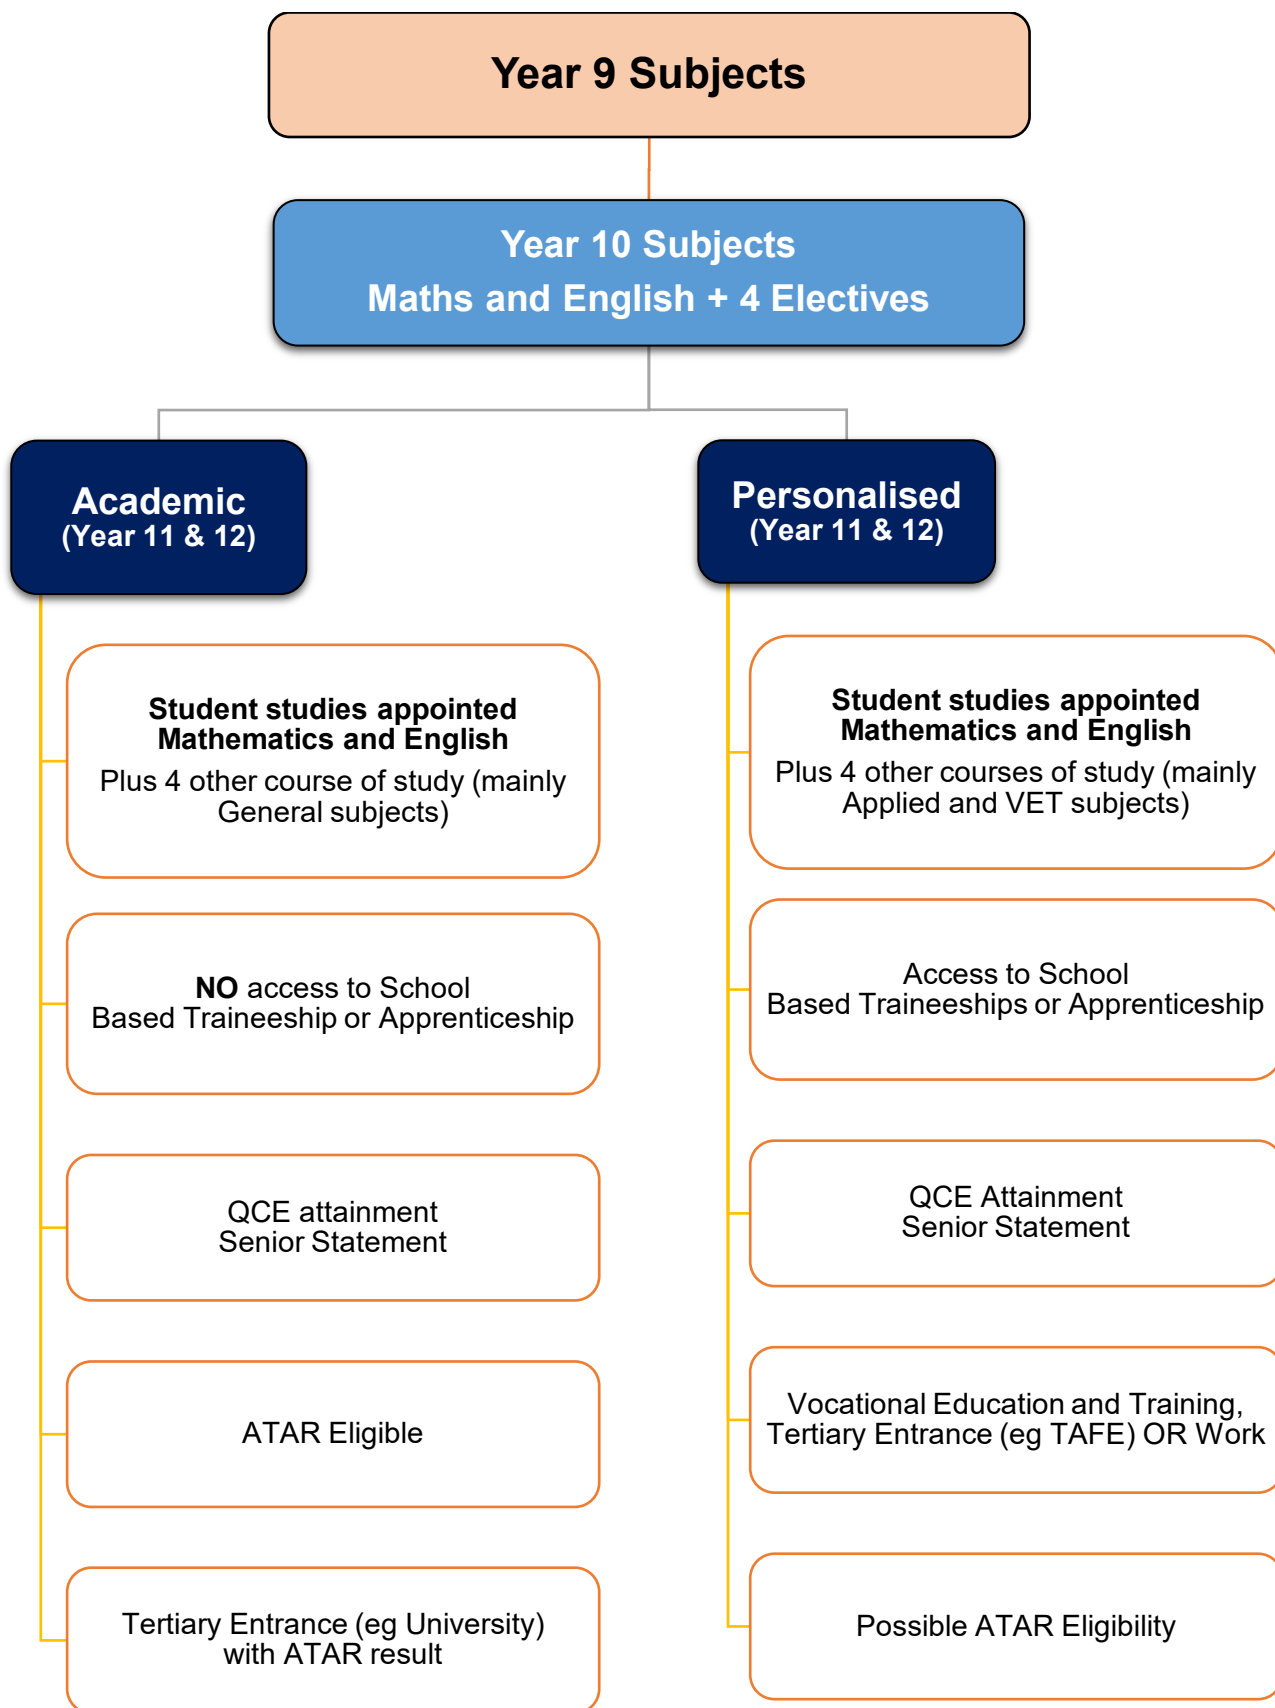 Year 9 Subjects
Year 10 Subjects
Maths and English + 4 Electives
Academic
(Year 11 & 12)
Student studies appointed
Mathematics and English
Plus 4 other course of study (mainly
General subjects)
NO access to School
Based Traineeship or Apprenticeship
QCE attainment
Senior Statement
ATAR Eligible
Tertiary Entrance (eg University)
with ATAR result
Personalised
(Year 11 & 12)
Student studies appointed
Mathematics and English
Plus 4 other courses of study (mainly
Applied and VET subjects)
Access to School
Based Traineeships or Apprenticeship
QCE Attainment
Senior Statement
Vocational Education and Training,
Tertiary Entrance (eg TAFE) OR Work
Possible ATAR Eligibility